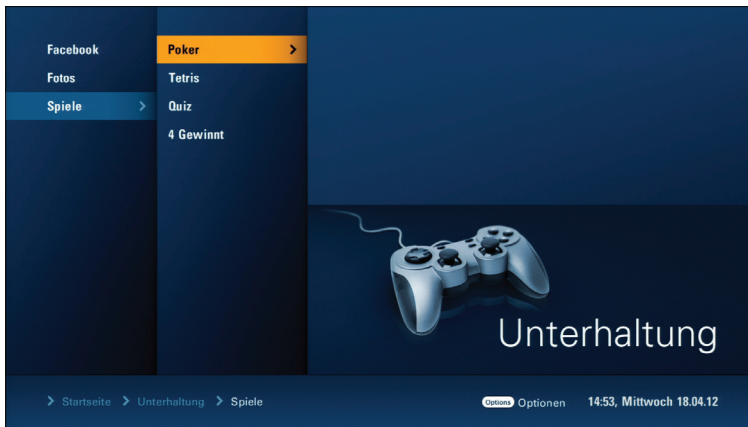 Facebook
Fotos
Spiele
Poker
Tetris
Quiz
4 Gewinnt
Unterhaltung
Startseite Unterhaltung Spiele
Options Optionen 14:53, Mittwoch 18.04.12